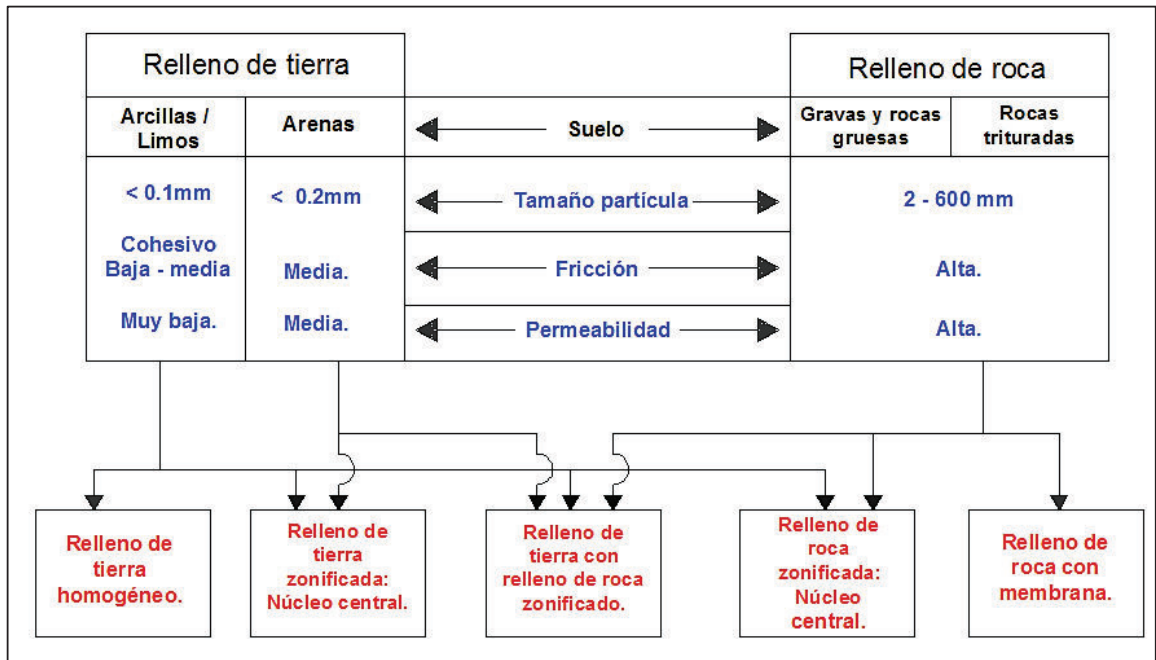 Relleno de tierra
Relleno de roca
Arcillas /
Limos
Arenas
Suelo
Gravas y rocas
gruesas
Rocas
trituradas
< 0.1mm
< 0.2mm
Tamaño partícula
2 - 600 mm
Cohesivo
Baja - media
Media.
Fricción
Alta.
Muy baja.
Media.
Permeabilidad
Alta.
Relleno de
tierra
homogéneo.
Relleno de
tierra
zonificada:
Núcleo central.
Relleno de
tierra con
relleno de roca
zonificado.
Relleno de
roca
zonificada:
Núcleo
central.
Relleno de
roca con
membrana.